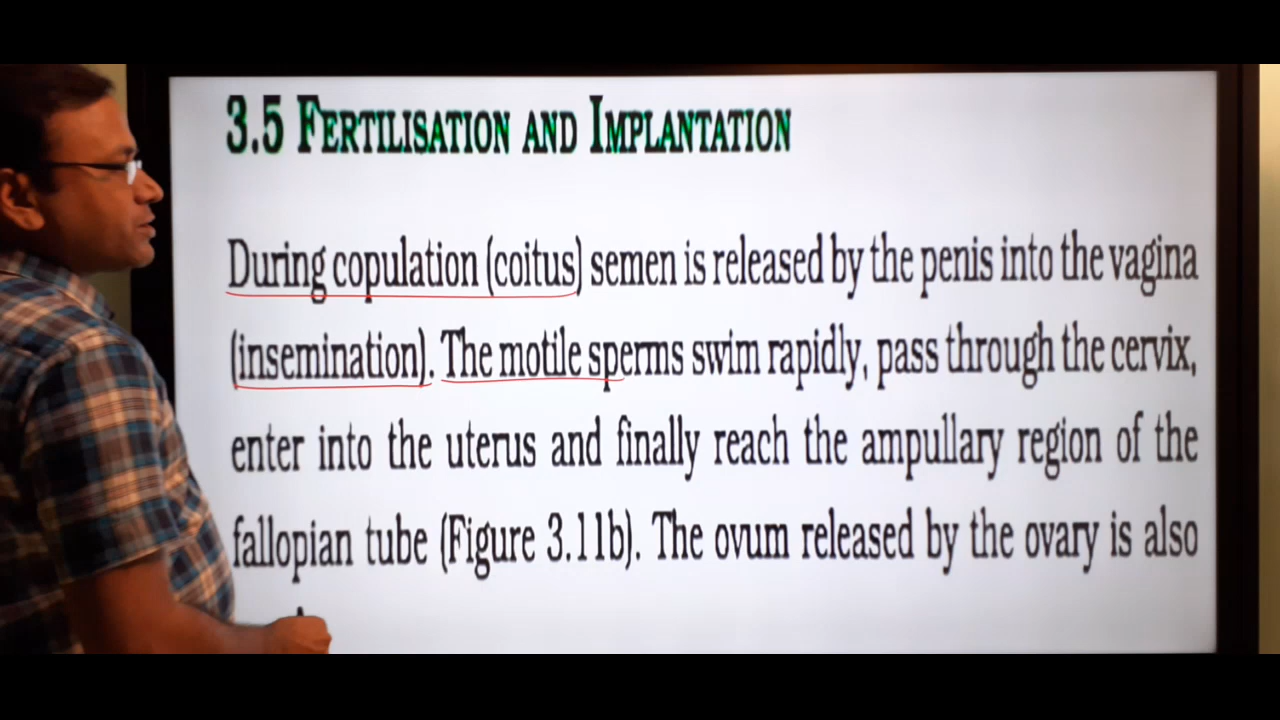 3.5 FERTILISATION AND IMPLANTATION
During copulation (coitus) semen is released by the penis into the vagina
(insemination). The motile sperms swim rapidly, pass through the cervix,
enter into the uterus and finally reach the ampullary region of the
fallopian tube (Figure 3.11b). The ovum released by the ovary is also